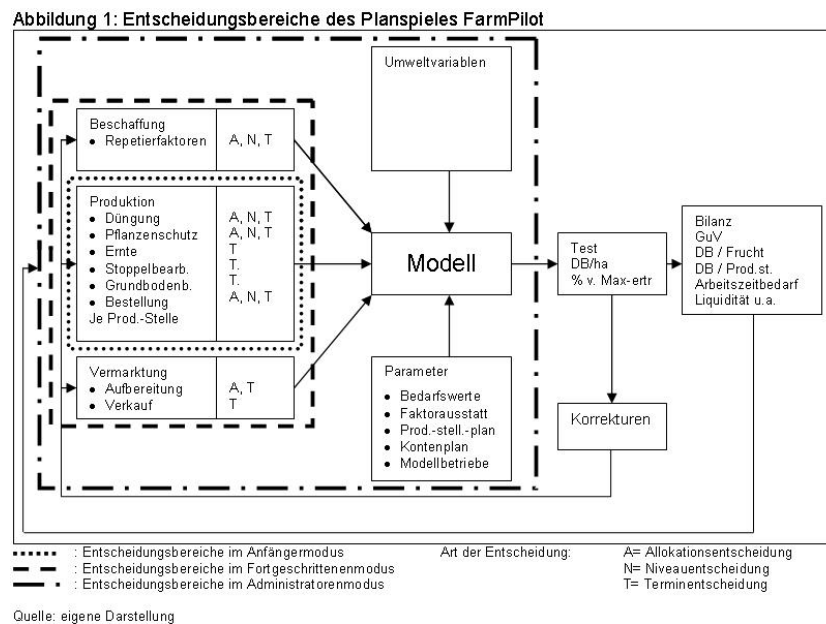 Abbildung 1: Entscheidungsbereiche des Planspieles FarmPilot
Umweltvariablen
Beschaffung
• Repetierfaktoren
A, N, T
Produktion
• Düngung
• Pflanzenschutz
• Ernte
• Stoppelbearb.
• Grundbodenb.
• Bestellung
Je Prod.-Stelle
A, N, T
A, N, T
T
T.
T.
A, N, T
Vermarktung
• Aufbereitung
• Verkauf
A, T
T
Modell
Parameter
• Bedarfswerte
• Faktorausstatt
• Prod.-stell.-plan
• Kontenplan
• Modellbetriebe
Test
DB/ha
% v. Max-ertr
Korrekturen
Bilanz
GuV
DB / Frucht
DB / Prod.st.
Arbeitszeitbedarf
Liquidität u.a.
: Entscheidungsbereiche im Anfängermodus
: Entscheidungsbereiche im Fortgeschrittenenmodus
: Entscheidungsbereiche im Administratorenmodus
Art der Entscheidung:
A= Allokationsentscheidung
N= Niveauentscheidung
T= Terminentscheidung
Quelle: eigene Darstellung